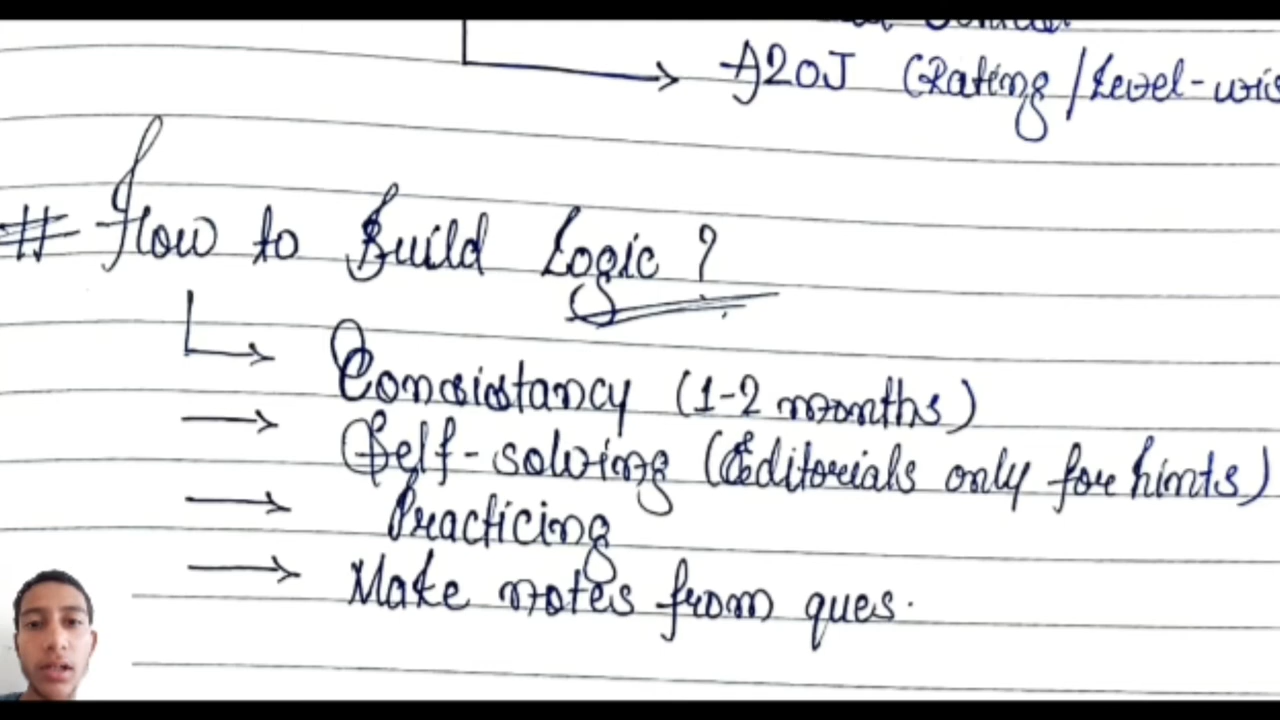 A2OJ (Rating/Level-wis
# How to Build Logic ?
Consistancy (1-2 months)
Self-solving (Editorials only for hints)
Practicing
Make notes from ques.